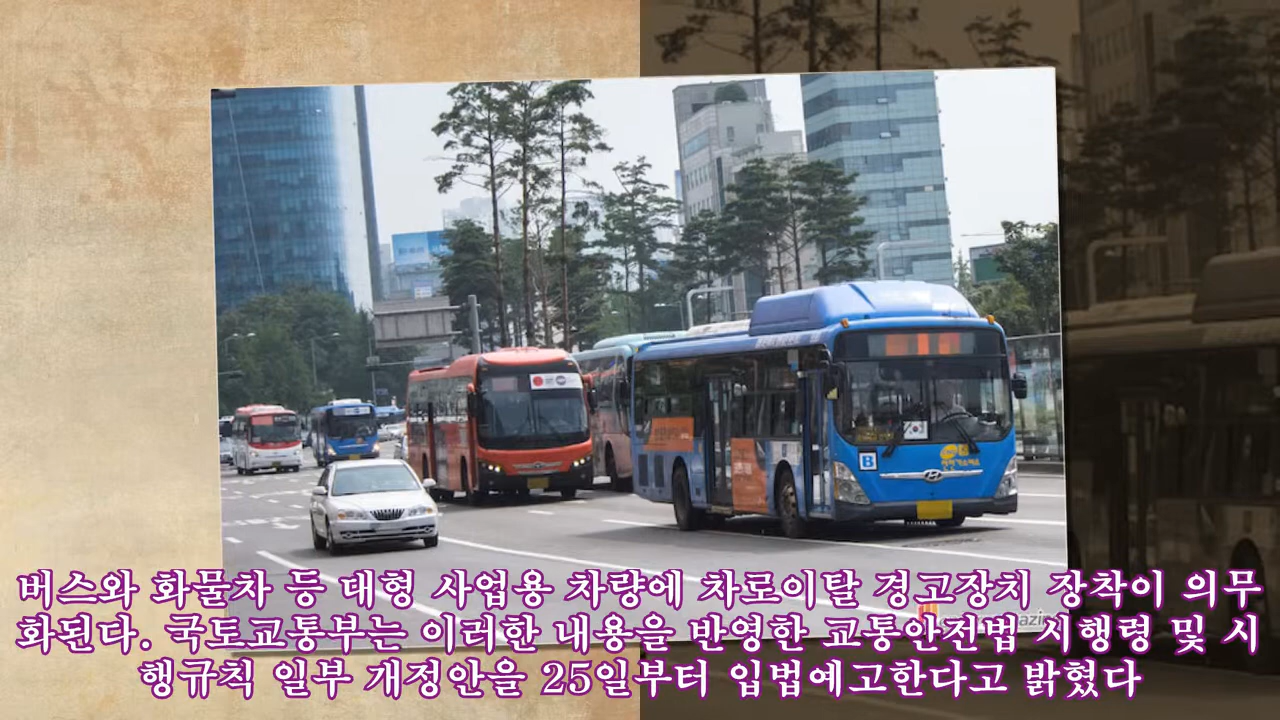 B
버스와 화물차 등 대형 사업용 차량에 차로이탈 경고장치 장착이 의무
화된다. 국토교통부는 이러한 내용을 반영한 교통안전법 시행령 및 시
행규칙 일부 개정안을 25일부터 입법예고한다고 밝혔다